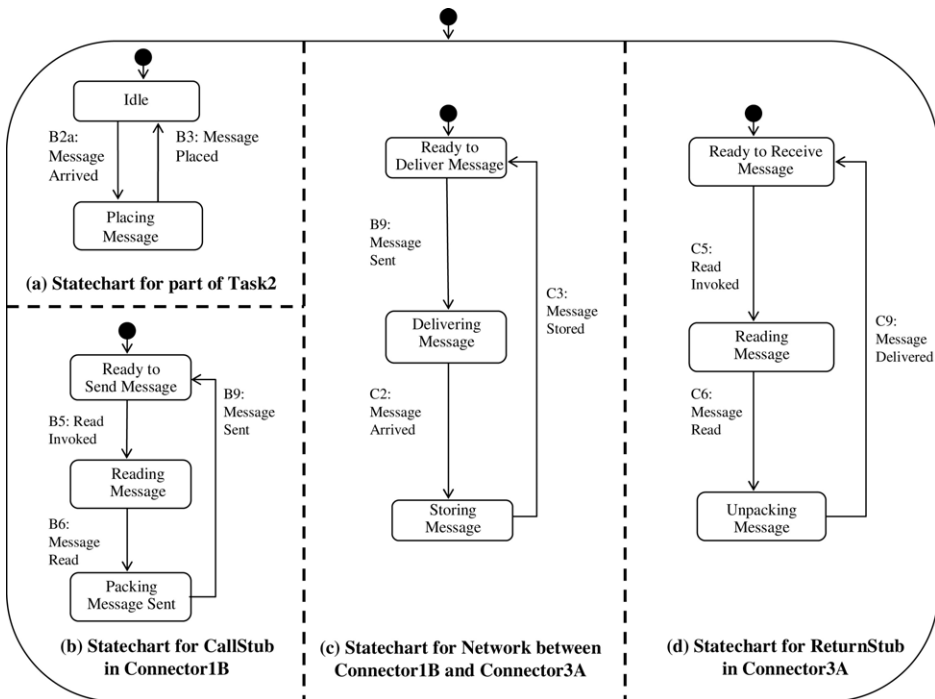 Idle
B2a:
Message
Arrived
B3: Message
Placed
Placing
Message
(a) Statechart for part of Task2
Ready to
Send Message
B5: Read
Invoked
B9:
Message
Sent
Reading
Message
B6:
Message
Read
Packing
Message Sent
(b) Statechart for CallStub
in Connector1B
Ready to
Deliver Message
B9:
Message
Sent
C3:
Message
Stored
Delivering
Message
C2:
Message
Arrived
Storing
Message
(c) Statechart for Network between
Connector1B and Connector3A
Ready to Receive
Message
C5:
Read
Invoked
C9:
Message
Delivered
Reading
Message
C6:
Message
Read
Unpacking
Message
(d) Statechart for ReturnStub
in Connector3A